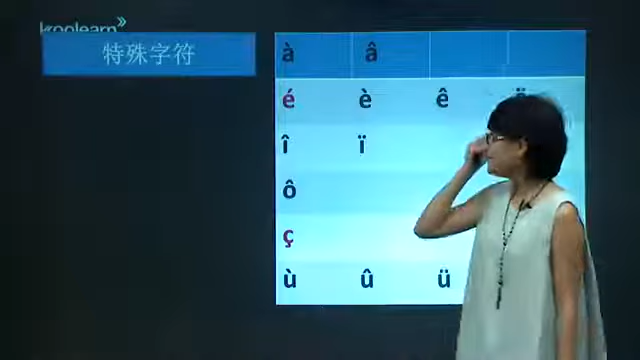 koolearn
特殊字符
à â
é è ê ë
î ï
ô
ç
ù û ü